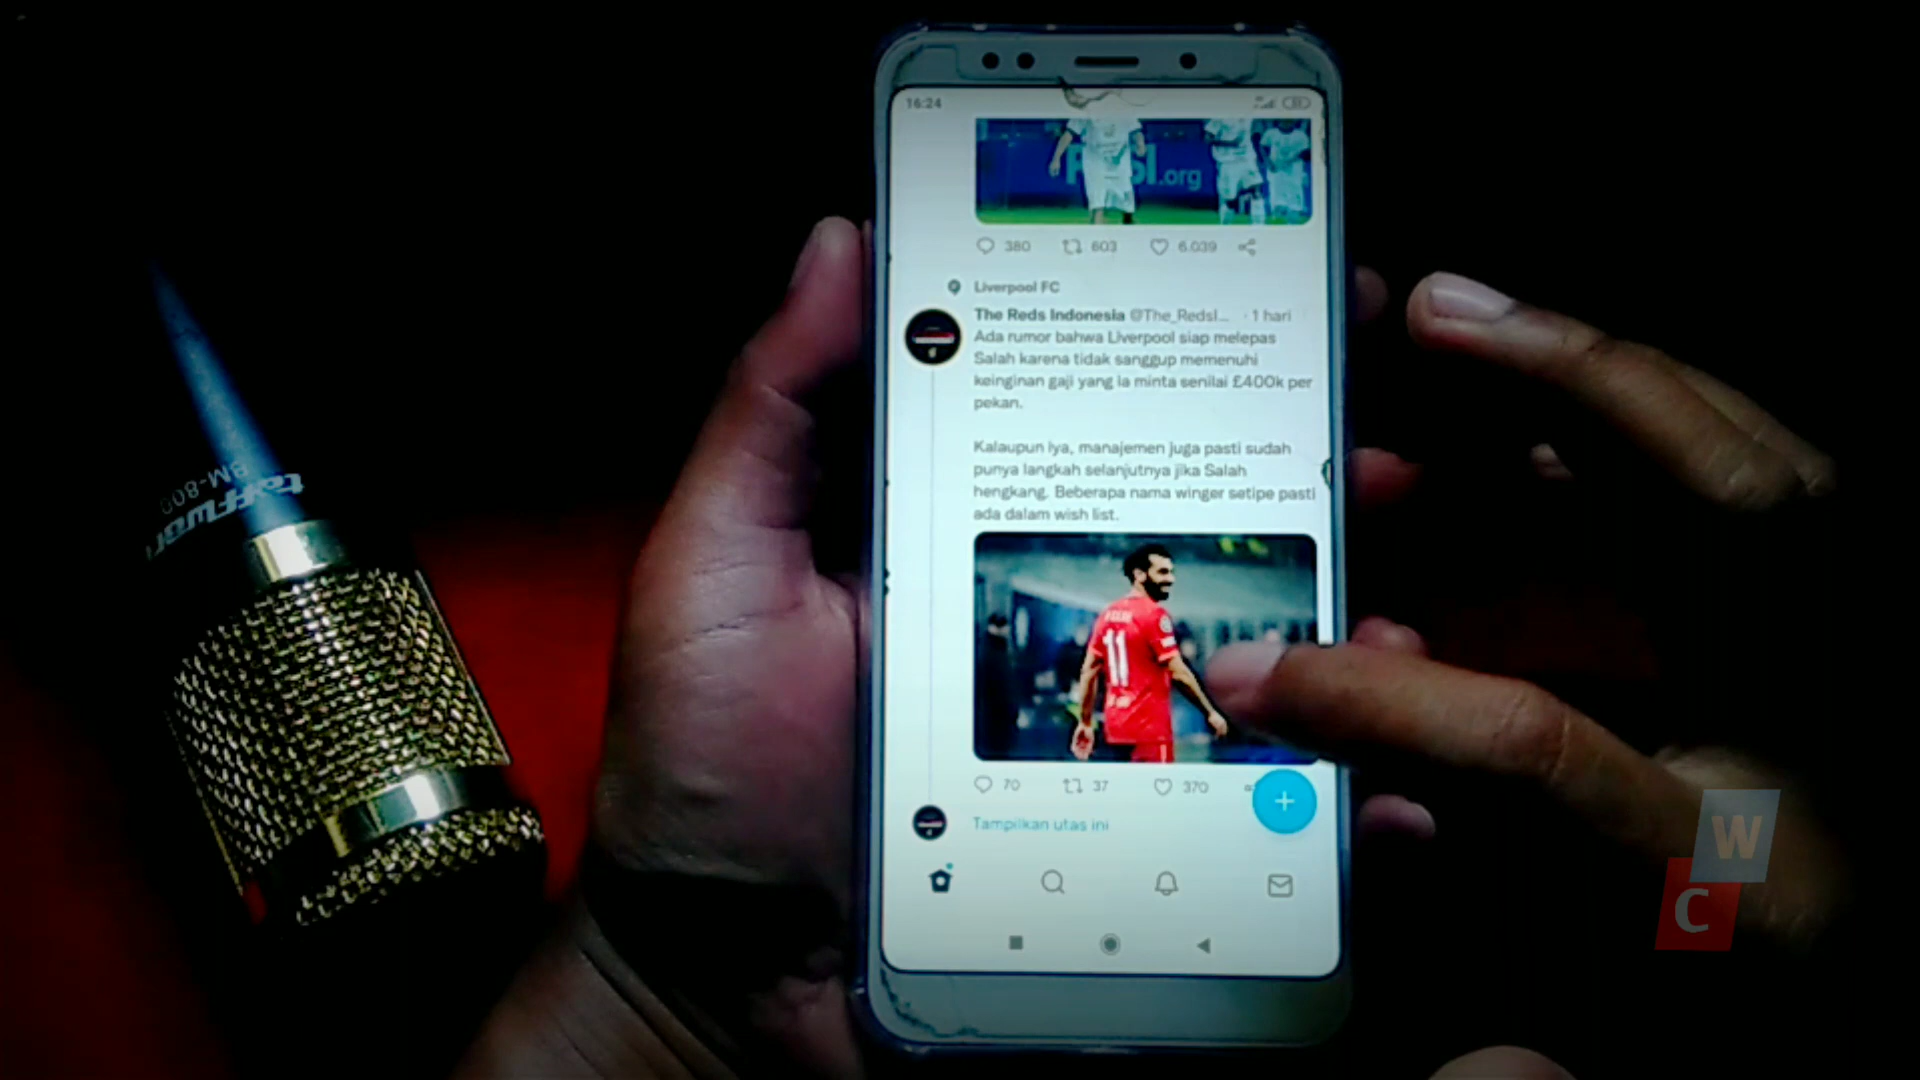 16:24
.org
380 603 6.039
Liverpool FC
The Reds Indonesia @The_RedsI... · 1 hari
Ada rumor bahwa Liverpool siap melepas
Salah karena tidak sanggup memenuhi
keinginan gaji yang ia minta senilai £400k per
pekan.
Kalaupun iya, manajemen juga pasti sudah
punya langkah selanjutnya jika Salah
hengkang. Beberapa nama winger setipe pasti
ada dalam wish list.
11
70 37 370
Tampilkan utas ini
BM-800
taffwar
W
C